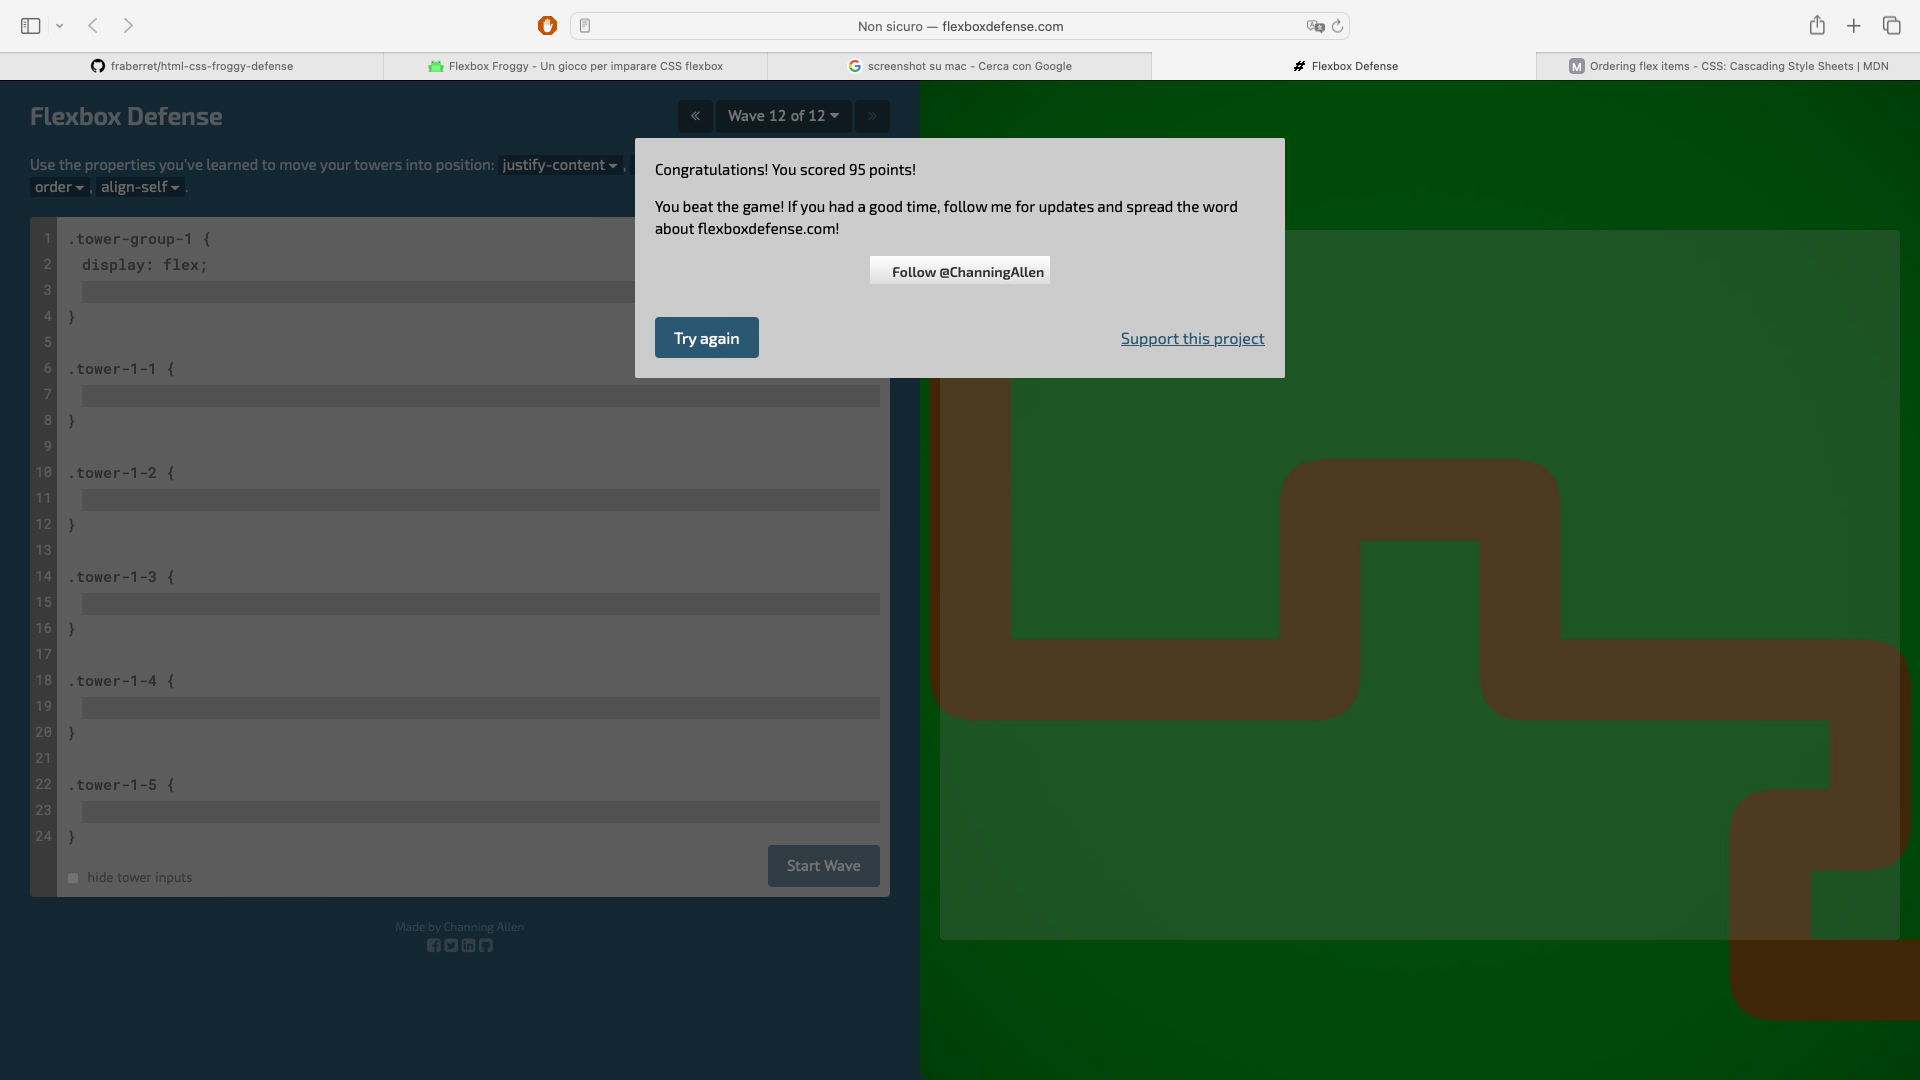 Non sicuro — flexboxdefense.com
fraberret/html-css-froggy-defense
Flexbox Froggy - Un gioco per imparare CSS flexbox
screenshot su mac - Cerca con Google
Flexbox Defense
Ordering flex items - CSS: Cascading Style Sheets | MDN
Flexbox Defense
« Wave 12 of 12 »
Use the properties you've learned to move your towers into position: justify-content ,
order , align-self .
Congratulations! You scored 95 points!
You beat the game! If you had a good time, follow me for updates and spread the word
about flexboxdefense.com!
Follow @ChanningAllen
Try again
Support this project
1 .tower-group-1 {
2 display: flex;
3
4 }
5
6 .tower-1-1 {
7
8 }
9
10 .tower-1-2 {
11
12 }
13
14 .tower-1-3 {
15
16 }
17
18 .tower-1-4 {
19
20 }
21
22 .tower-1-5 {
23
24 }
hide tower inputs
Start Wave
Made by Channing Allen